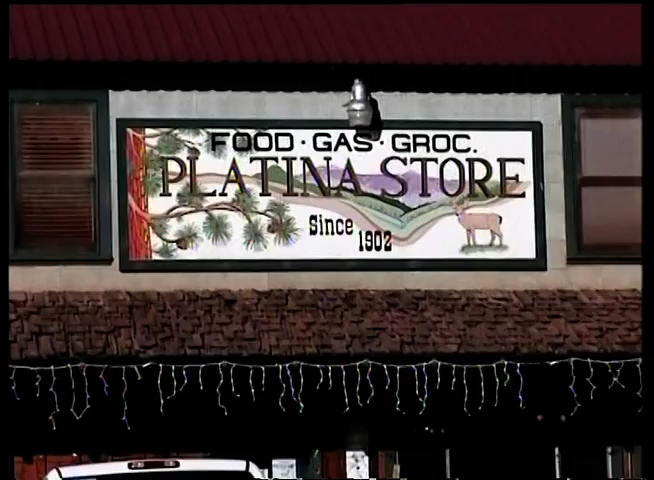 FOOD · GAS · GROC.
PLATINA STORE
Since 1902